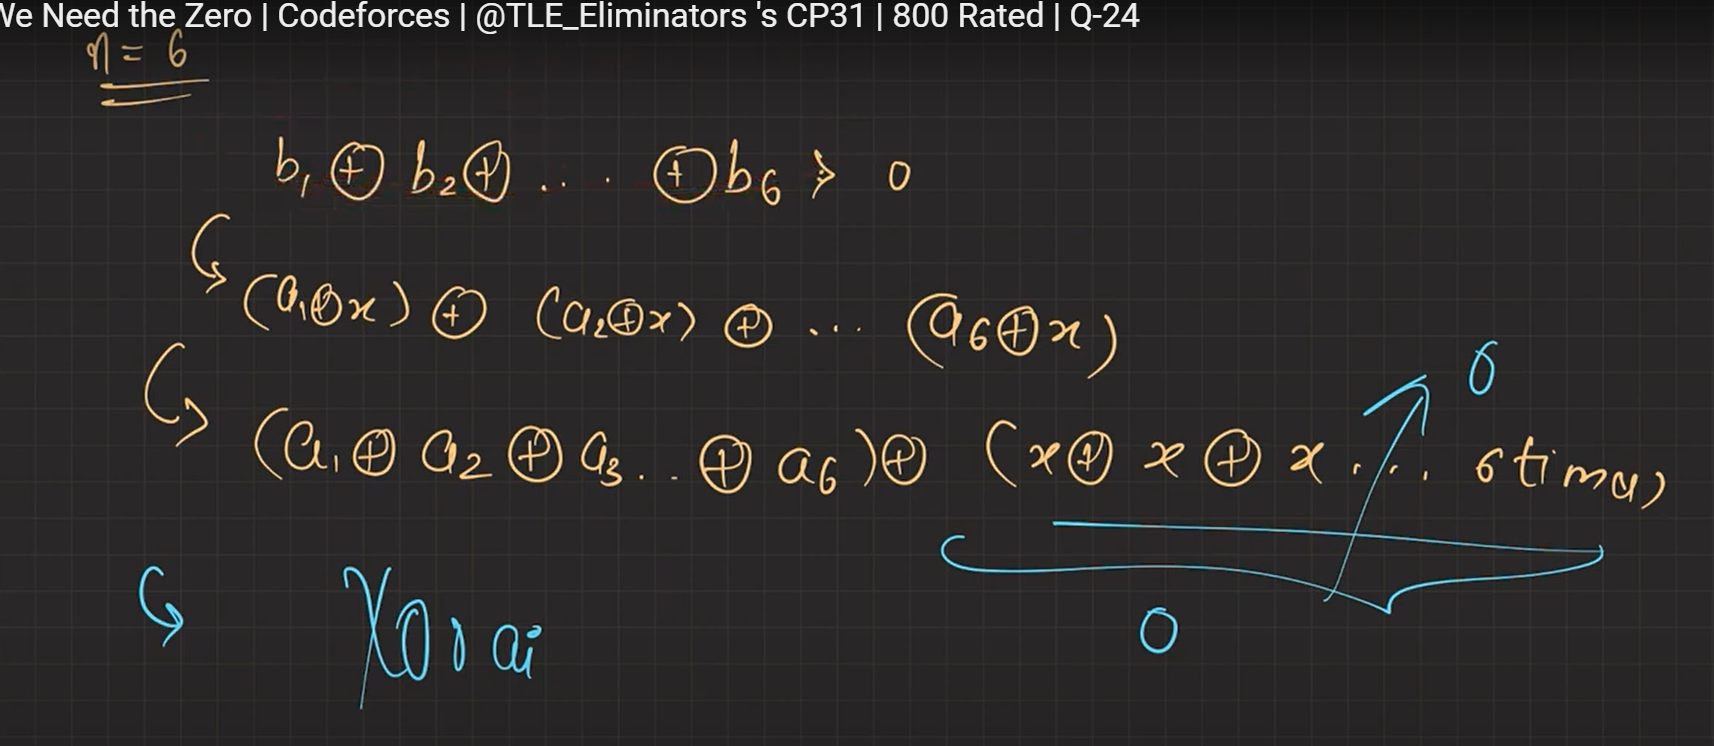 We Need the Zero | Codeforces | @TLE_Eliminators 's CP31 | 800 Rated | Q-24
n = 6
b₁ ⊕ b₂ ⊕ ... ⊕ b₆ > 0
(a₁⊕x) ⊕ (a₂⊕x) ⊕ ... (a₆⊕x)
0
(a₁ ⊕ a₂ ⊕ a₃... ⊕ a₆) ⊕ (x ⊕ x ⊕ x .... 6 times)
Xor ai
0